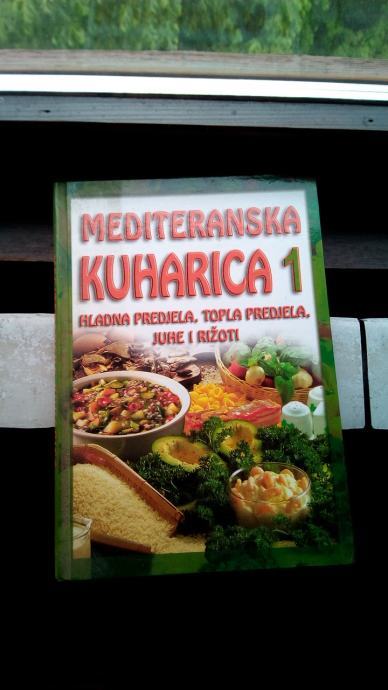 MEDITERANSKA
KUHARICA 1
HLADNA PREDJELA, TOPLA PREDJELA,
JUHE I RIŽOTI